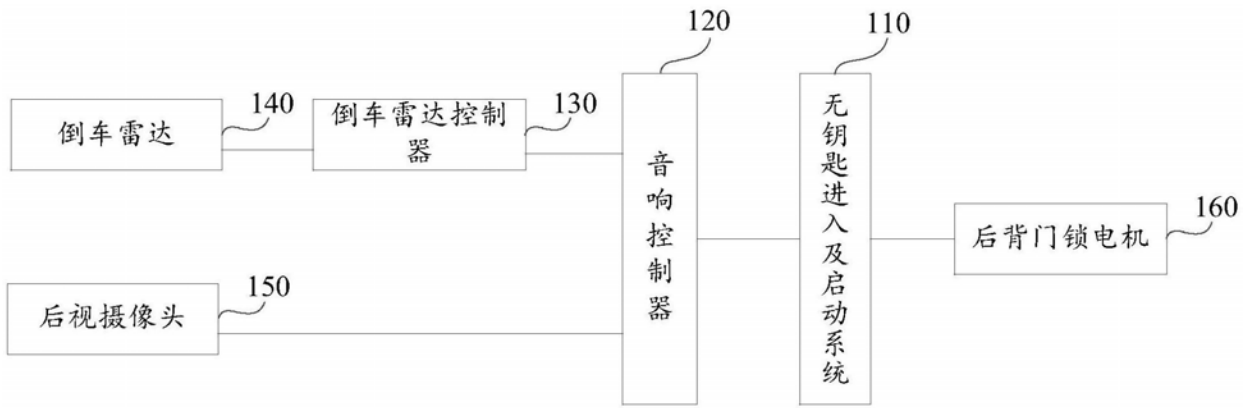 120
110
140
倒车雷达
倒车雷达控制
器
130
音响控制器
无钥匙进入及启动系统
后背门锁电机
160
后视摄像头
150